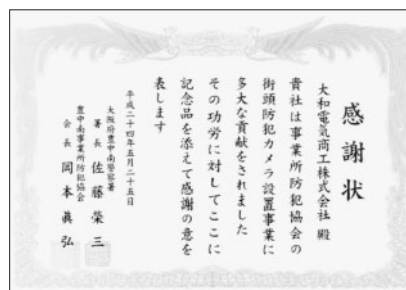 感謝状
大和電気商工株式会社 殿
貴社は事業所防犯協会の
街頭防犯カメラ設置事業に
多大な貢献をされました
その功労に対してここに
記念品を添えて感謝の意を
表します
平成二十四年五月二十五日
大阪府豊中南警察署
署長 佐藤榮三
豊中南事業所防犯協会
会長 岡本眞弘